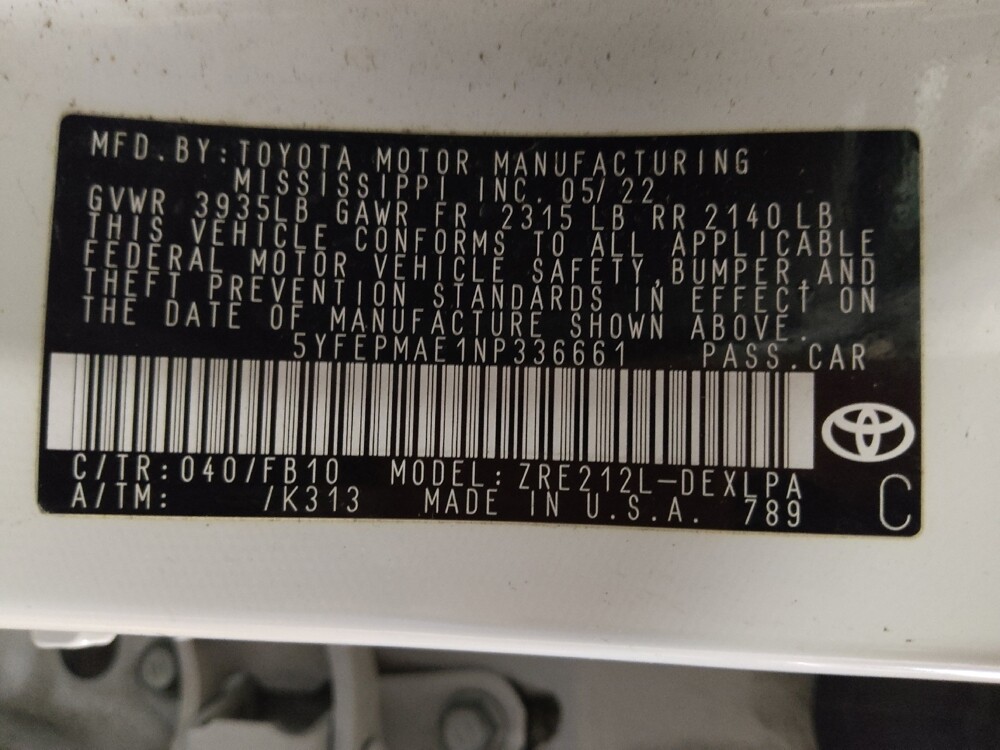 MFD.BY:TOYOTA MOTOR MANUFACTURING
MISSISSIPPI INC. 05/22
GVWR 3935LB GAWR FR 2315 LB RR 2140 LB
THIS VEHICLE CONFORMS TO ALL APPLICABLE
FEDERAL MOTOR VEHICLE SAFETY,BUMPER,AND
THEFT PREVENTION STANDARDS IN EFFECT ON
THE DATE OF MANUFACTURE SHOWN ABOVE.
5YFEPMAE1NP336661 PASS.CAR
C/TR:040/FB10 MODEL:ZRE212L-DEXLPA
A/TM: /K313 MADE IN U.S.A. 789
C